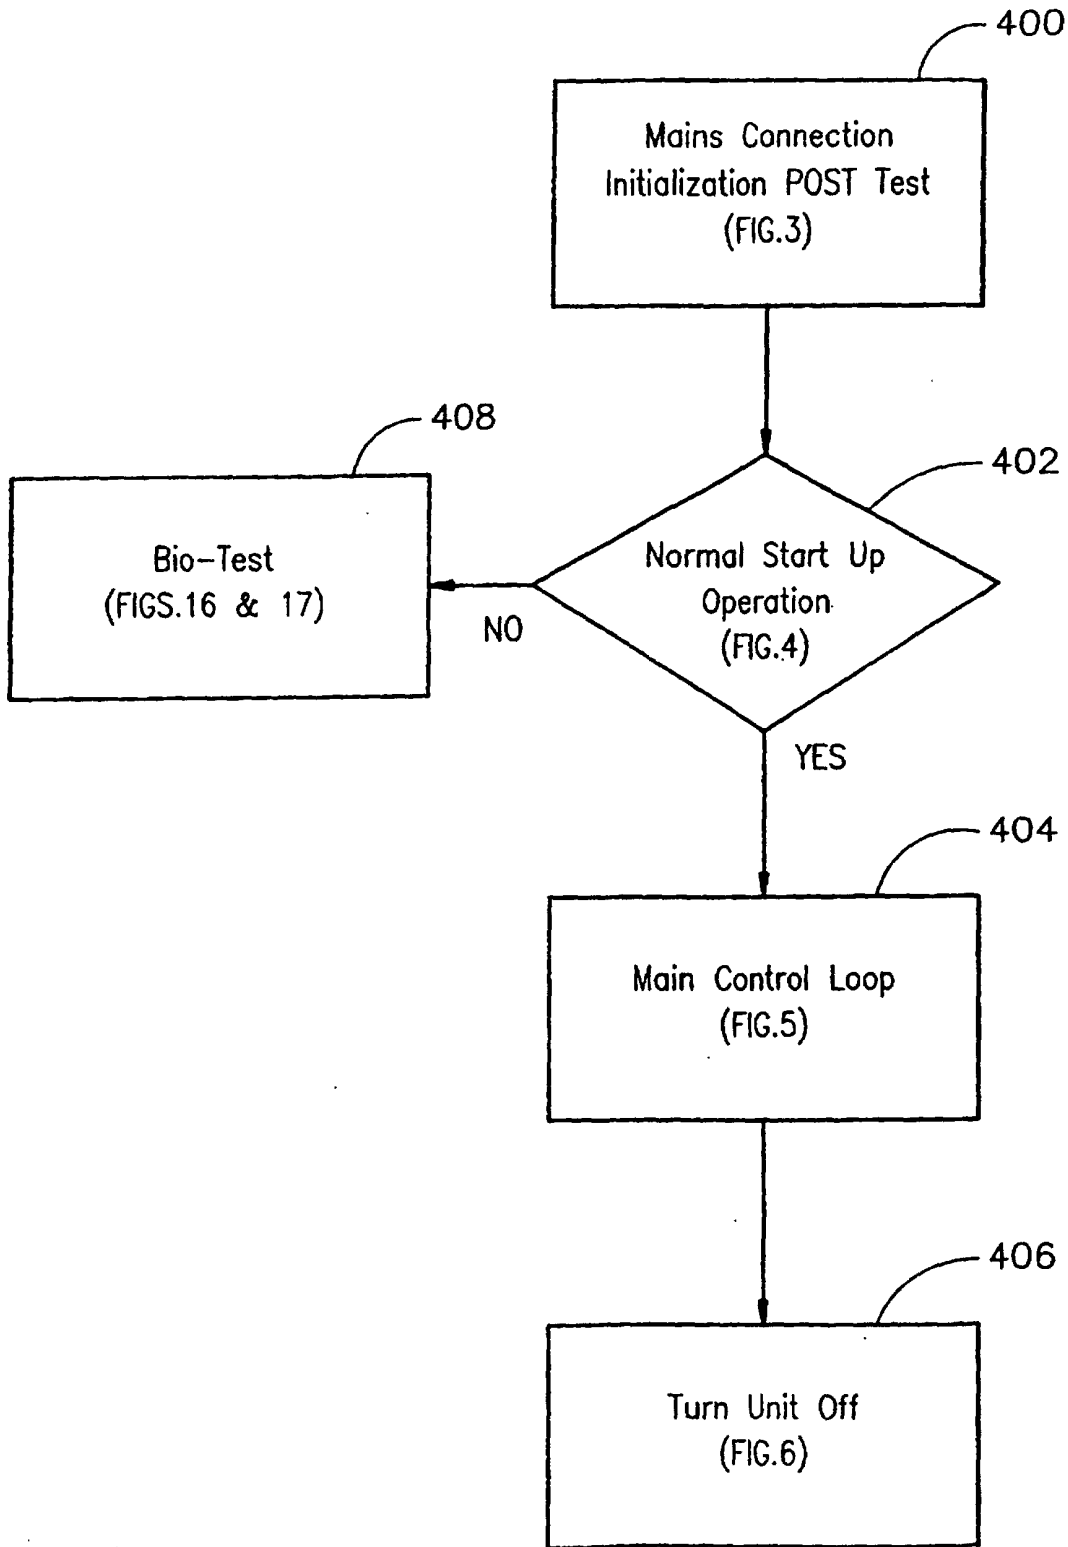 400
Mains Connection
Initialization POST Test
(FIG.3)
408
402
Bio-Test
(FIGS.16 & 17)
Normal Start Up
Operation
(FIG.4)
NO
YES
404
Main Control Loop
(FIG.5)
406
Turn Unit Off
(FIG.6)